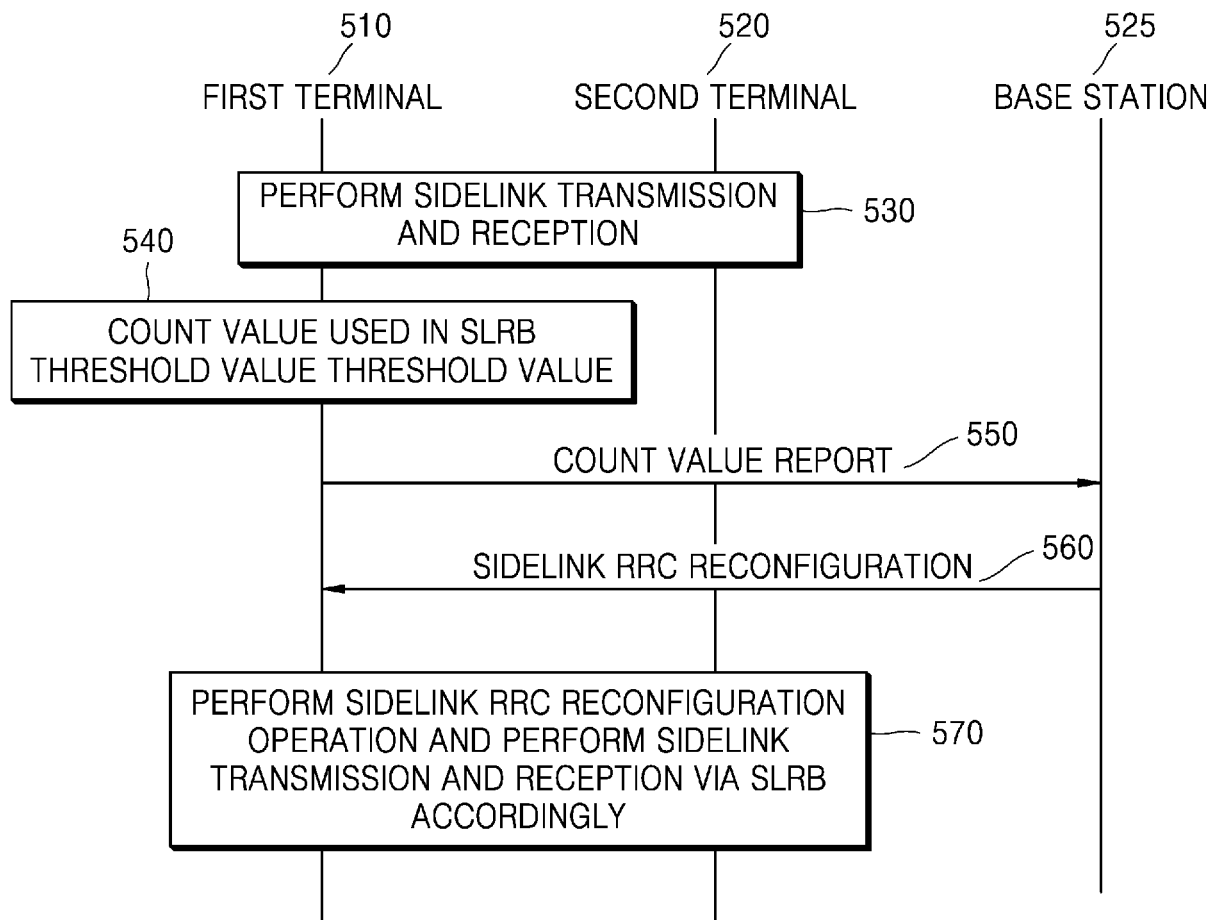 510
520
525
FIRST TERMINAL
SECOND TERMINAL
BASE STATION
PERFORM SIDELINK TRANSMISSION
AND RECEPTION
530
540
COUNT VALUE USED IN SLRB
THRESHOLD VALUE THRESHOLD VALUE
550
COUNT VALUE REPORT
560
SIDELINK RRC RECONFIGURATION
PERFORM SIDELINK RRC RECONFIGURATION
OPERATION AND PERFORM SIDELINK
TRANSMISSION AND RECEPTION VIA SLRB
ACCORDINGLY
570